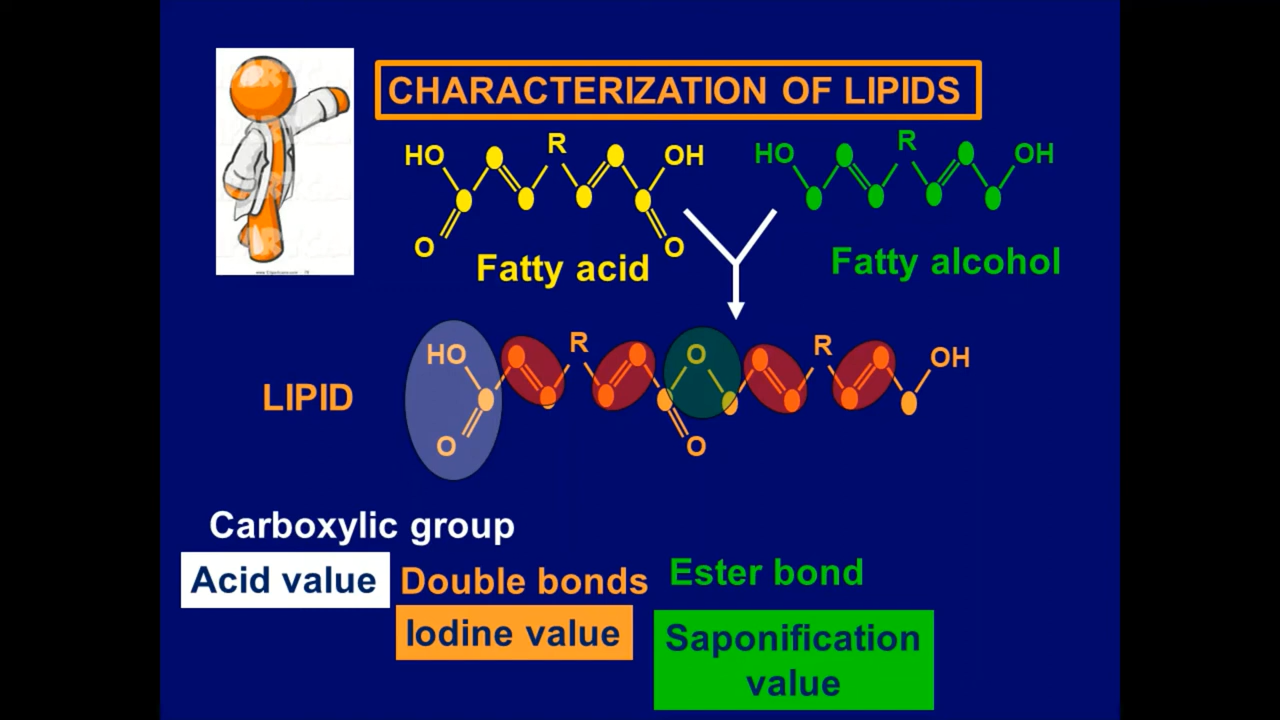 CHARACTERIZATION OF LIPIDS
HO R OH
O O
Fatty acid
HO R OH
Fatty alcohol
LIPID
HO R O R OH
O O
Carboxylic group
Acid value
Double bonds
Iodine value
Ester bond
Saponification
value